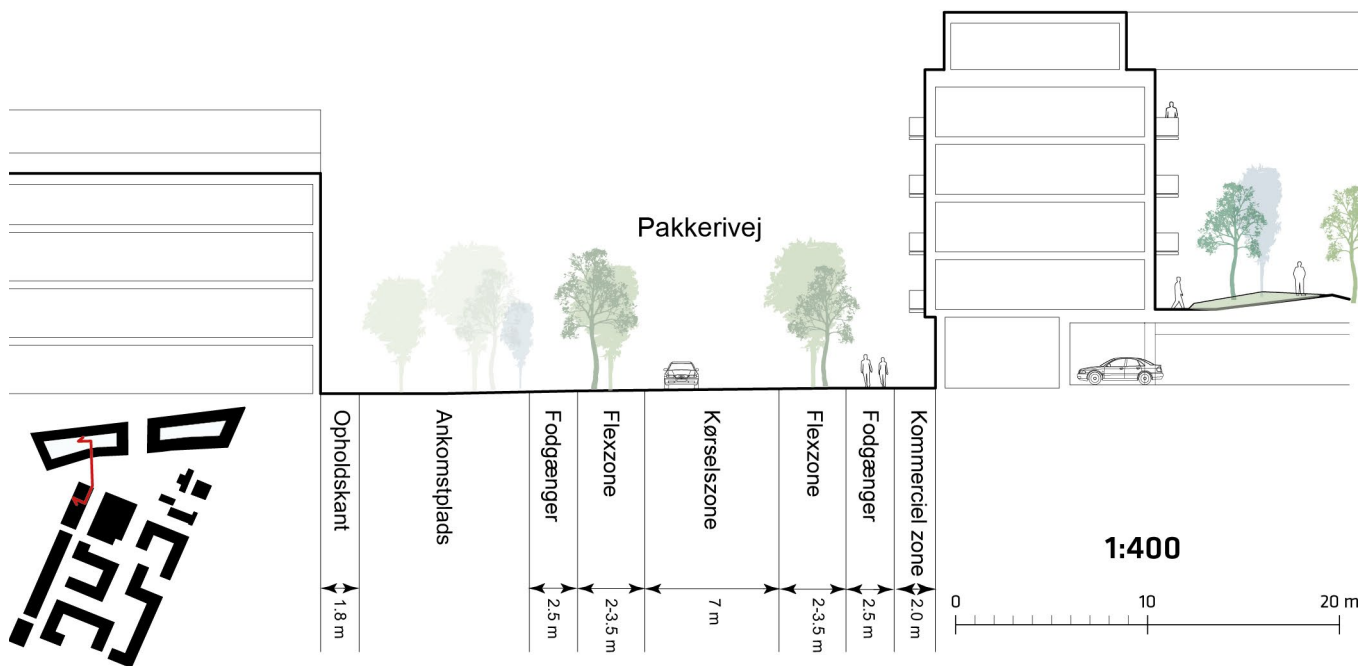 Pakkerivej
Opholdskant
Ankomstplads
Fodgænger
Flexzone
Kørselszone
Flexzone
Fodgænger
Kommerciel zone
1.8 m
2.5 m
2-3.5 m
7 m
2-3.5 m
2.5 m
2.0 m
1:400
0 10 20 m